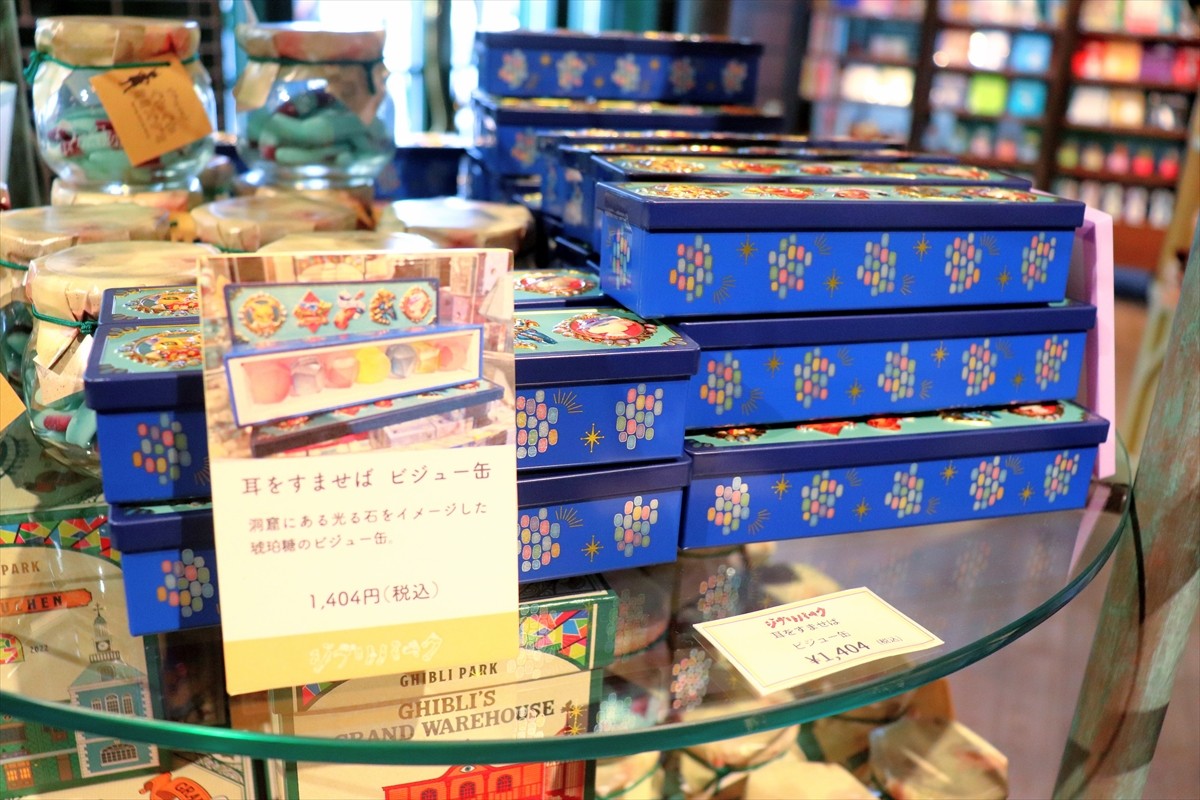 耳をすませば ビジュー缶
洞窟にある光る石をイメージした
琥珀糖のビジュー缶。
1,404円(税込)
ジブリパーク
ジブリパーク
耳をすませば
ビジュー缶
¥1,404 (税込)
PARK
2022
GHIBLI PARK
GHIBLI'S
GRAND WAREHOUSE